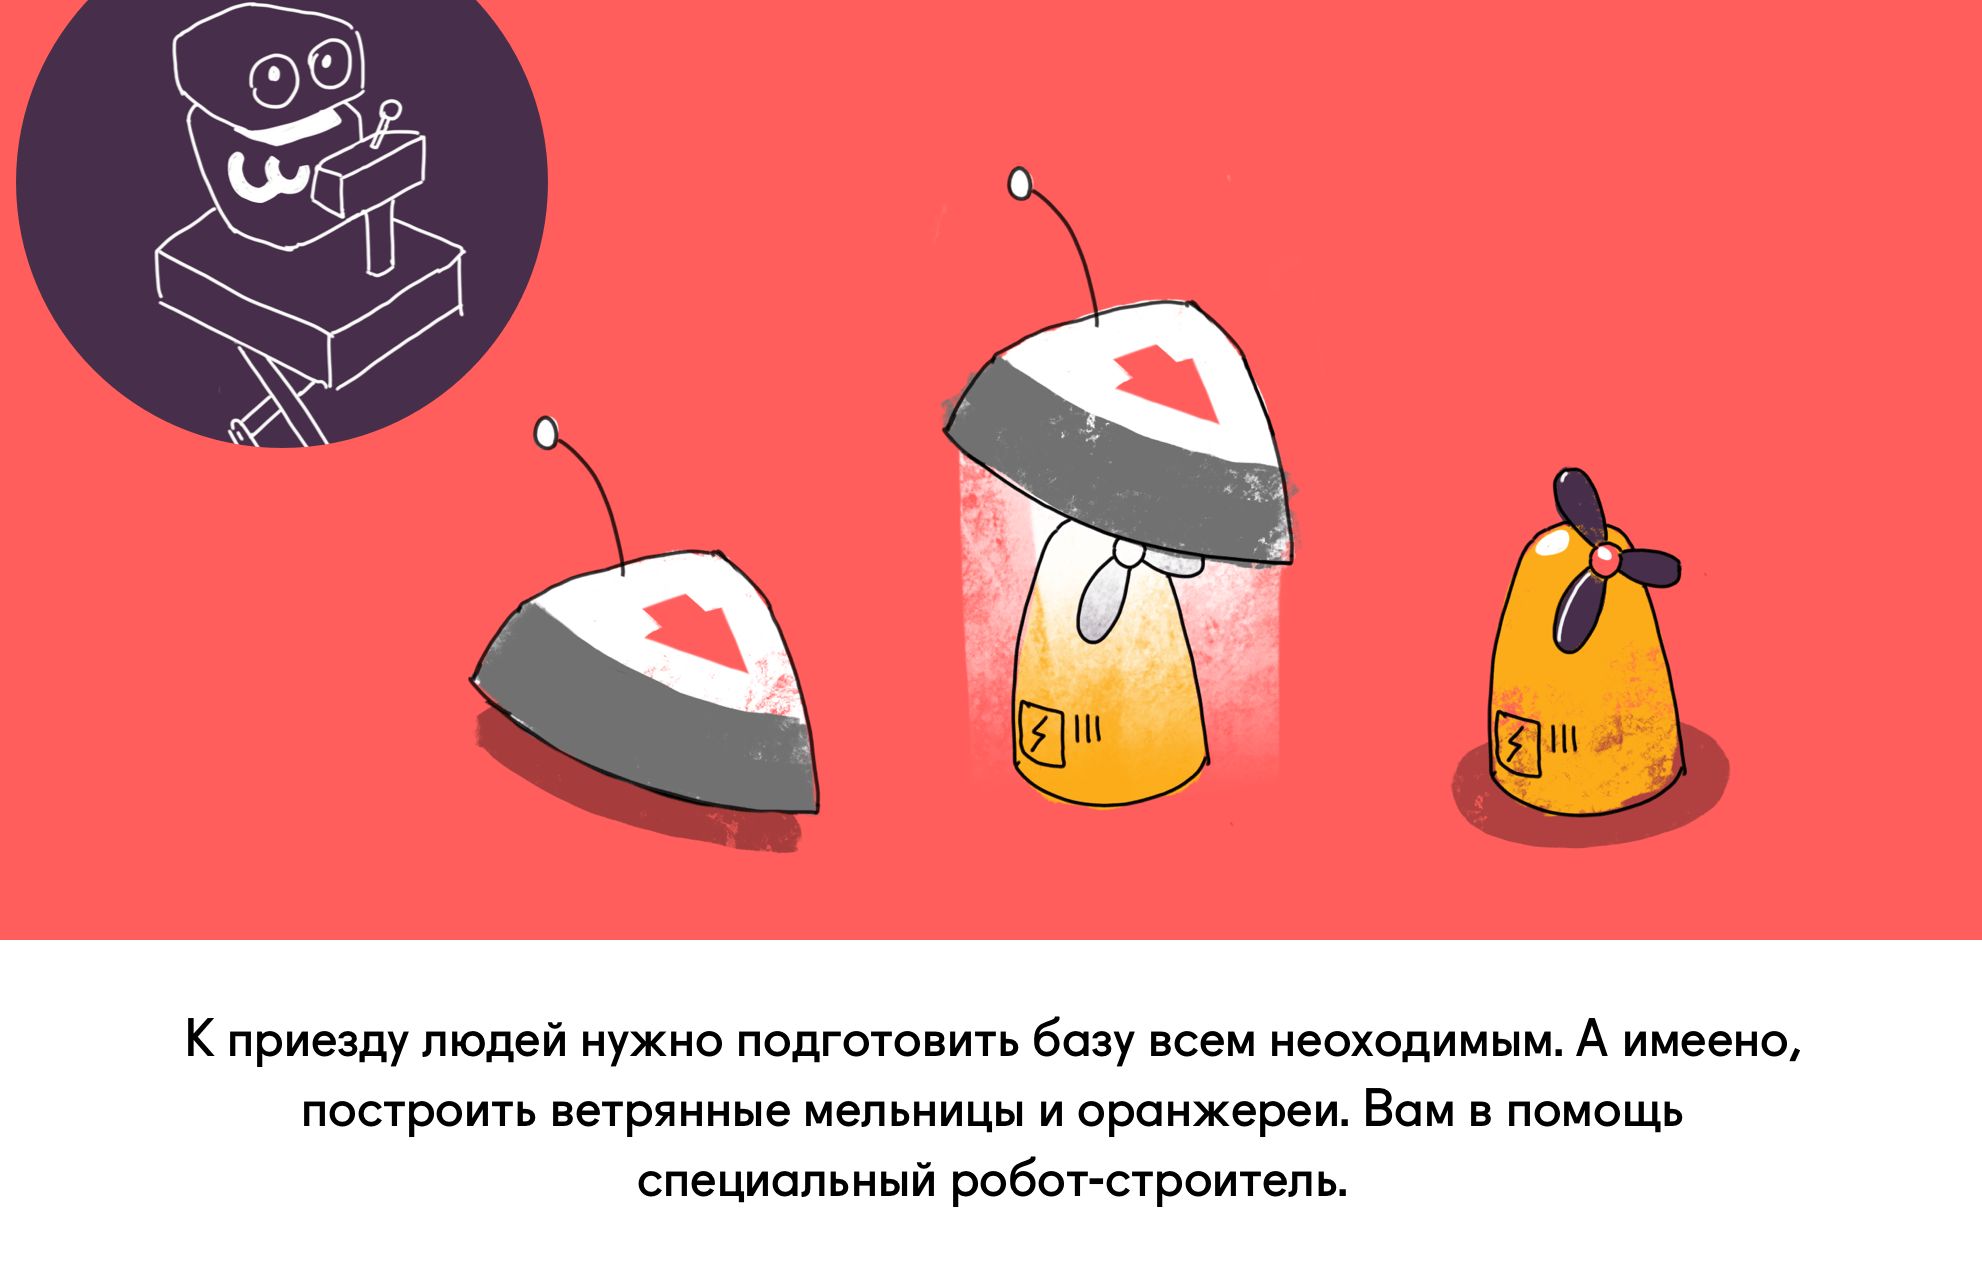 К приезду людей нужно подготовить базу всем неоходимым. А имеено,
построить ветрянные мельницы и оранжереи. Вам в помощь
специальный робот-строитель.